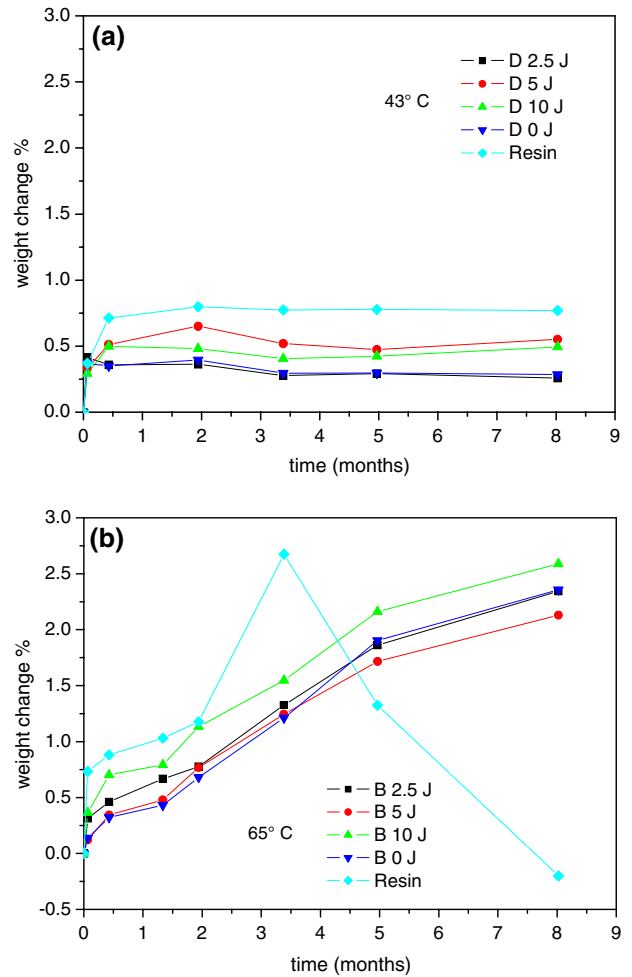 (a)
3.0
2.5
2.0
1.5
1.0
0.5
0.0
weight change %
43° C
D 2.5 J
D 5 J
D 10 J
D 0 J
Resin
0 1 2 3 4 5 6 7 8 9
time (months)
(b)
3.0
2.5
2.0
1.5
1.0
0.5
0.0
-0.5
weight change %
65° C
B 2.5 J
B 5 J
B 10 J
B 0 J
Resin
0 1 2 3 4 5 6 7 8 9
time (months)